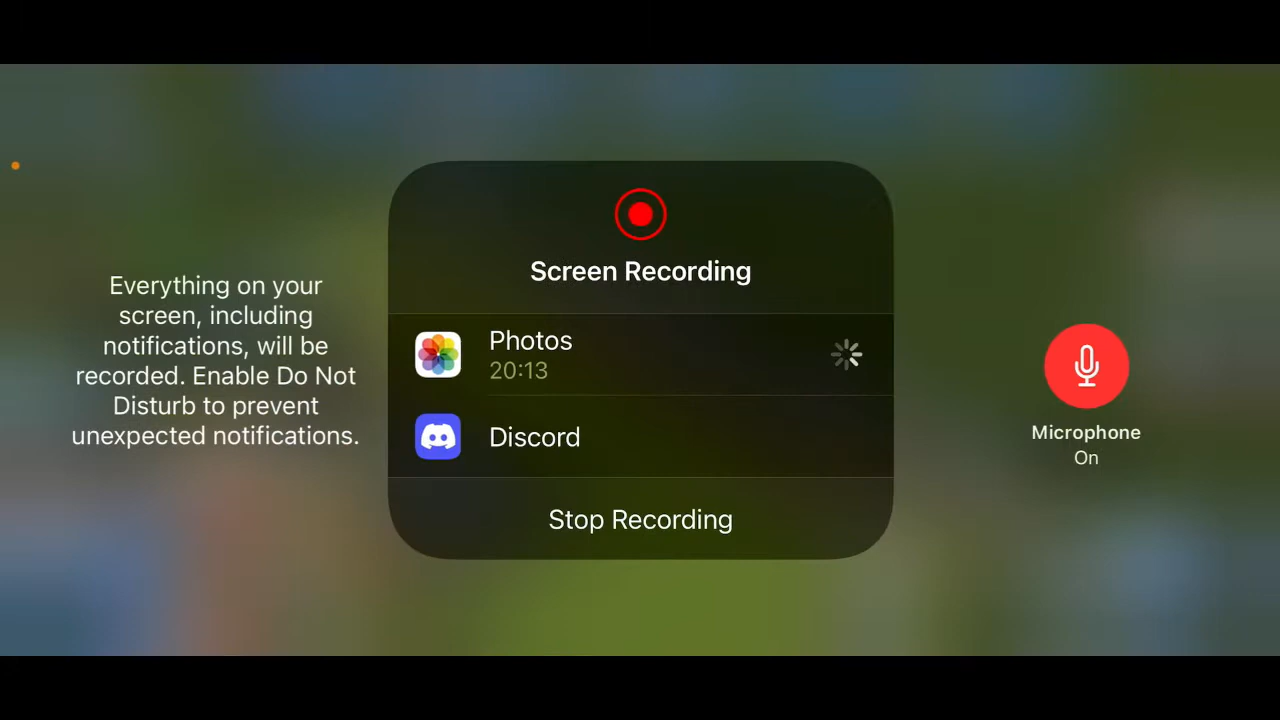 Everything on your
screen, including
notifications, will be
recorded. Enable Do Not
Disturb to prevent
unexpected notifications.
Screen Recording
Photos
20:13
Discord
Stop Recording
Microphone
On